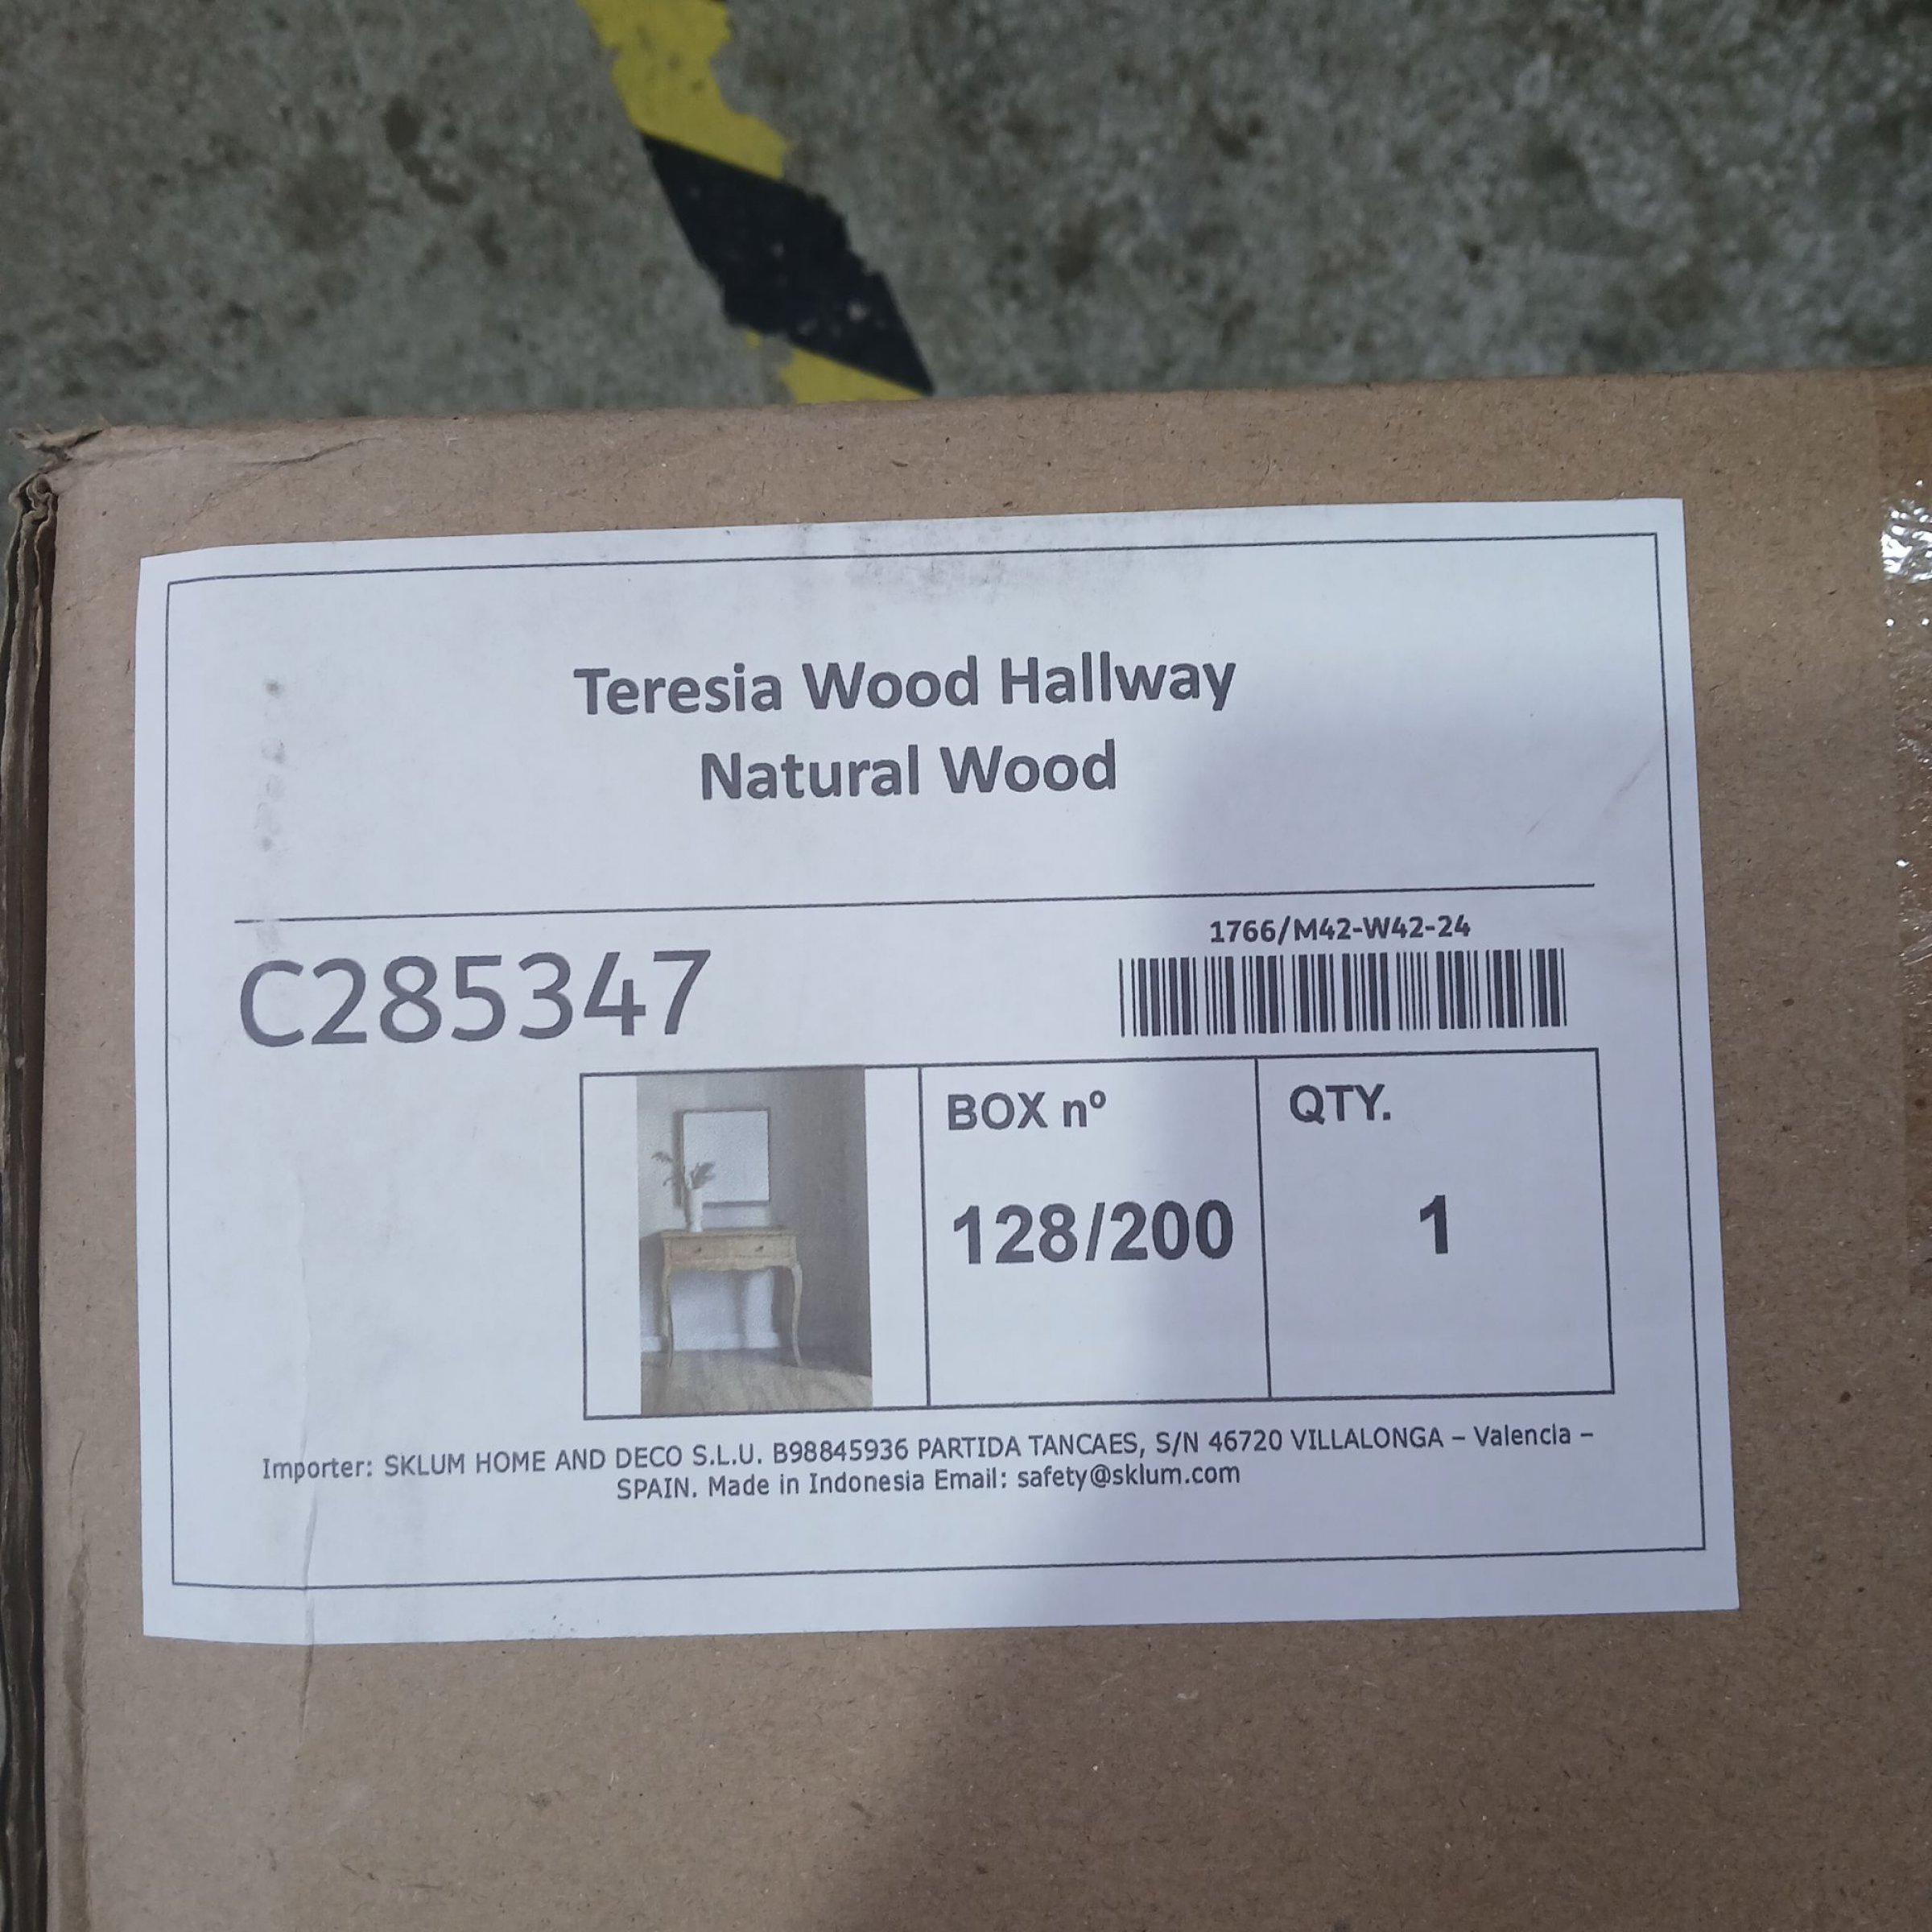 Teresia Wood Hallway
Natural Wood
C285347
1766/M42-W42-24
BOX nº
QTY.
128/200
1
Importer: SKLUM HOME AND DECO S.L.U. B98845936 PARTIDA TANCAES, S/N 46720 VILLALONGA – Valencia –
SPAIN. Made in Indonesia Email: safety@sklum.com